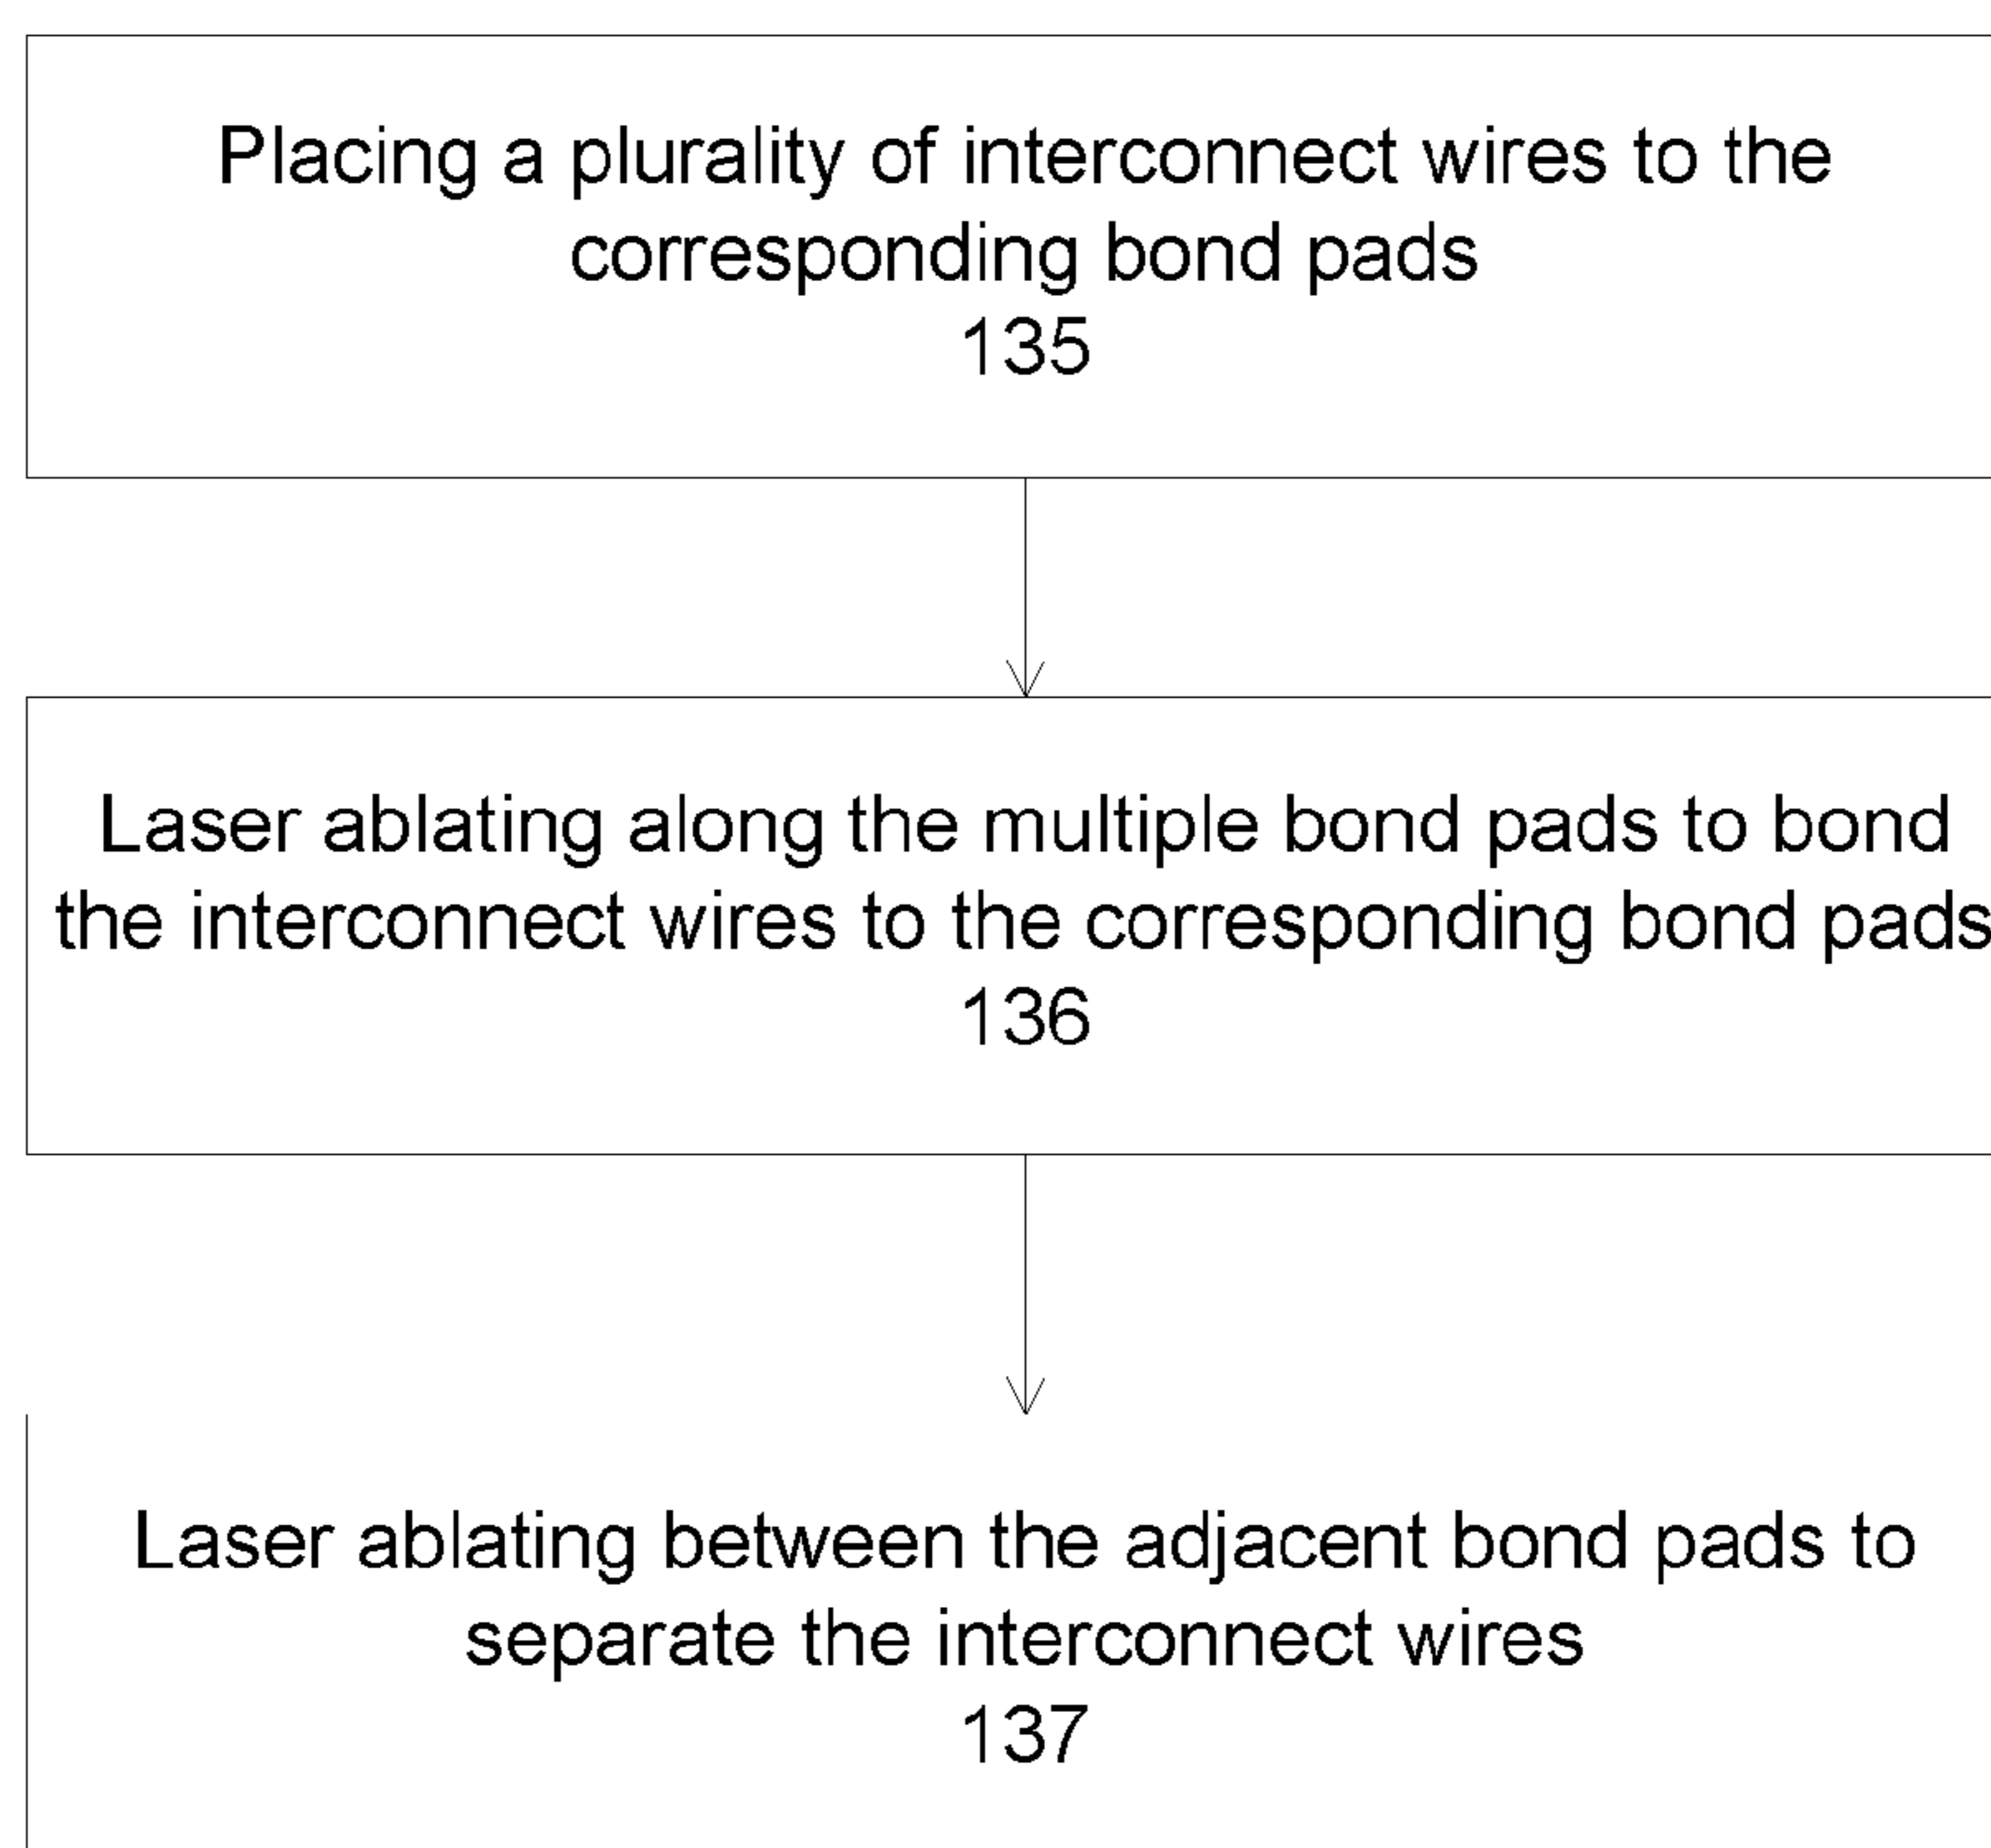 Placing a plurality of interconnect wires to the
corresponding bond pads
135
Laser ablating along the multiple bond pads to bond
the interconnect wires to the corresponding bond pads
136
Laser ablating between the adjacent bond pads to
separate the interconnect wires
137